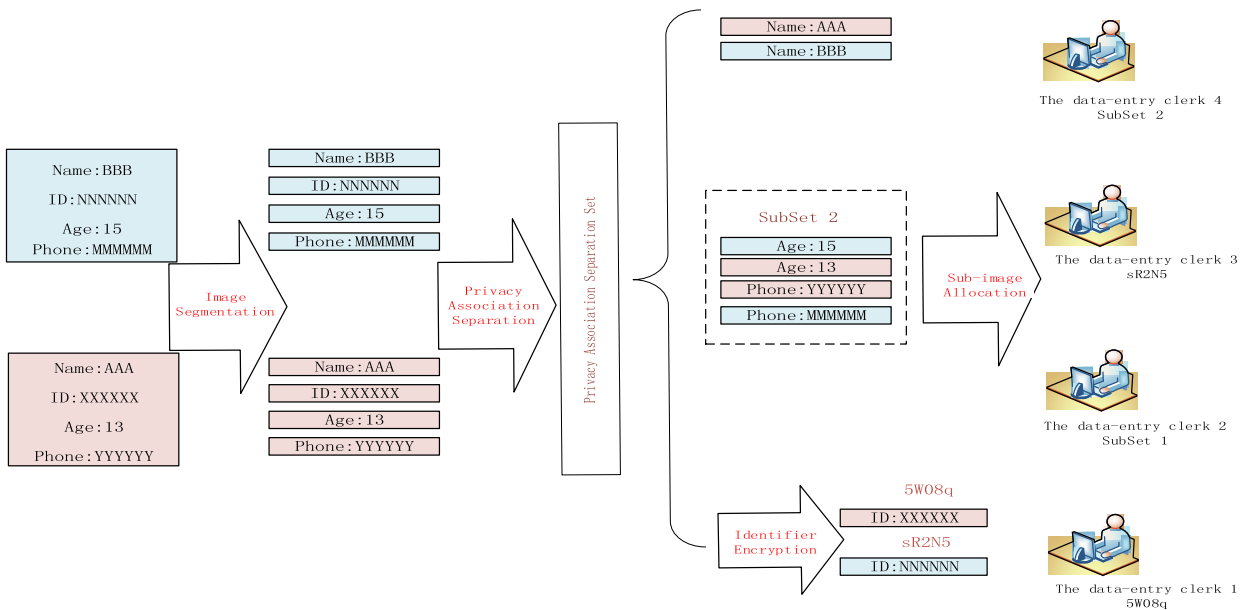 Name:BBB
ID:NNNNNN
Age:15
Phone:MMMMMM
Name:AAA
ID:XXXXXX
Age:13
Phone:YYYYYY
Image
Segmentation
Name:BBB
ID:NNNNNN
Age:15
Phone:MMMMMM
Name:AAA
ID:XXXXXX
Age:13
Phone:YYYYYY
Privacy
Association
Separation
Privacy Association Separation Set
Name:AAA
Name:BBB
SubSet 2
Age:15
Age:13
Phone:YYYYYY
Phone:MMMMMM
Identifier
Encryption
5W08q
ID:XXXXXX
sR2N5
ID:NNNNNN
Sub-image
Allocation
The data-entry clerk 4
SubSet 2
The data-entry clerk 3
sR2N5
The data-entry clerk 2
SubSet 1
The data-entry clerk 1
5W08q